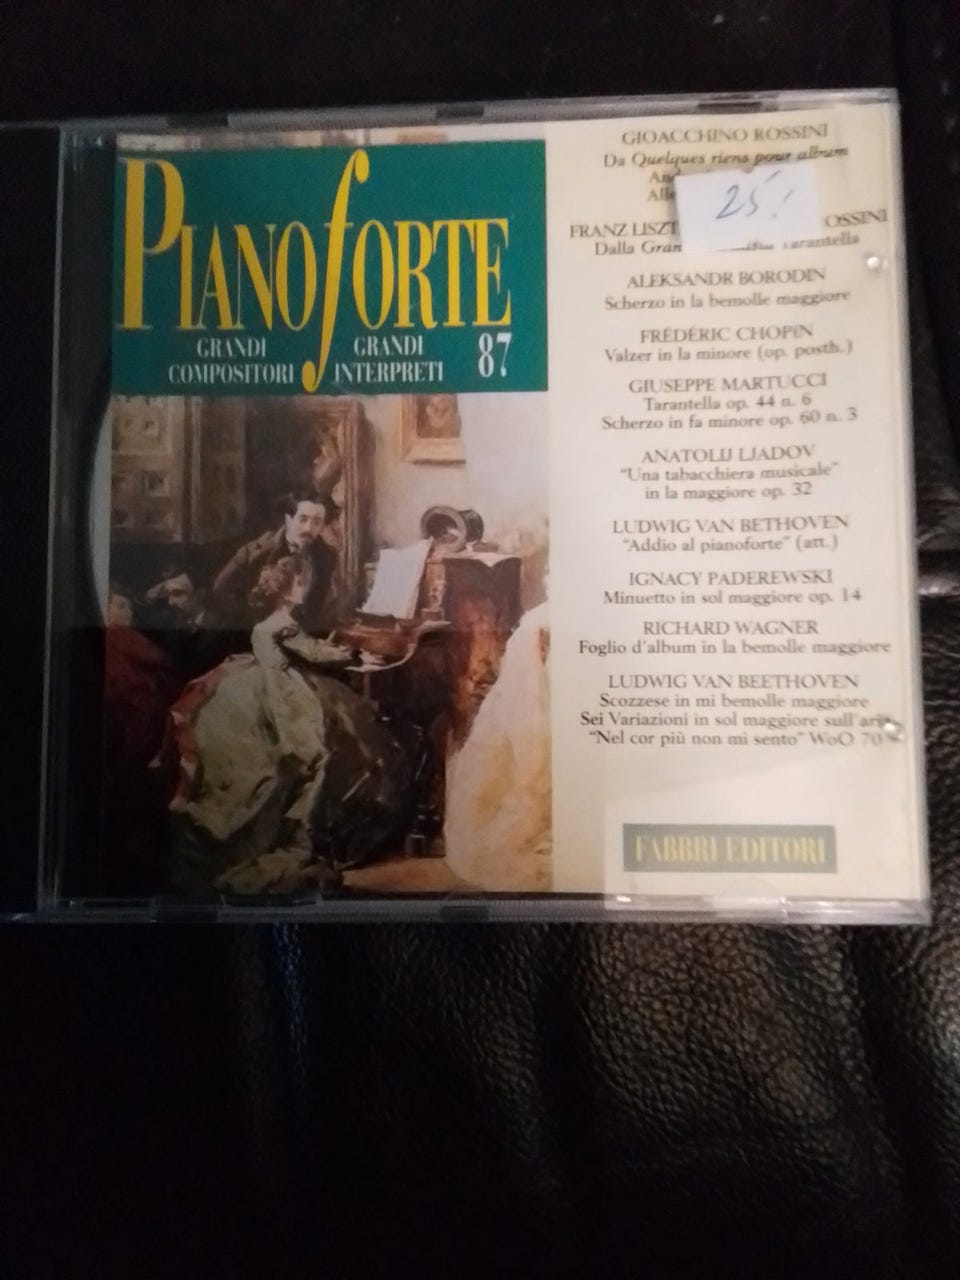 PIANOFORTE
GRANDI COMPOSITORI
GRANDI INTERPRETI
87
GIOACCHINO ROSSINI
Da Quelques riens pour album
25
FRANZ LISZT OSSINI
Dalla Tarantella
ALEKSANDR BORODIN
Scherzo in la bemolle maggiore
FRÉDÉRIC CHOPIN
Valzer in la minore (op. posth.)
GIUSEPPE MARTUCCI
Tarantella op. 44 n. 6
Scherzo in fa minore op. 60 n. 3
ANATOLIJ LJADOV
"Una tabacchiera musicale"
in la maggiore op. 32
LUDWIG VAN BETHOVEN
"Addio al pianoforte" (att.)
IGNACY PADEREWSKI
Minuetto in sol maggiore op. 14
RICHARD WAGNER
Foglio d'album in la bemolle maggiore
LUDWIG VAN BEETHOVEN
Scozzese in mi bemolle maggiore
Sei Variazioni in sol maggiore sull'aria
"Nel cor più non mi sento" WoO 70
FABBRI EDITORI